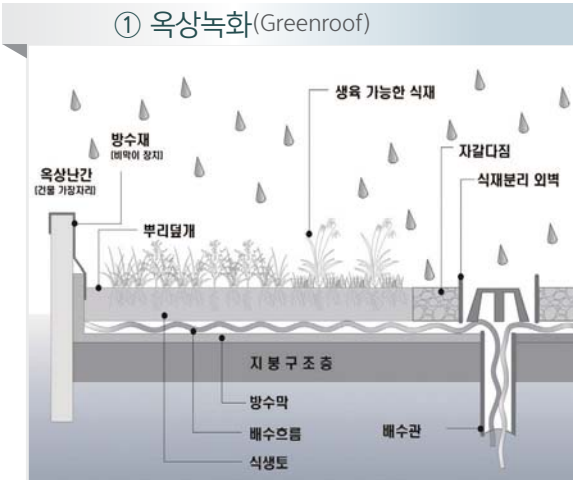 ① 옥상녹화(Greenroof)
생육 가능한 식재
방수재
[비막이 장치]
자갈다짐
옥상난간
[건물 가장자리]
식재분리 외벽
뿌리덮개
지붕구조층
방수막
배수흐름
배수관
식생토